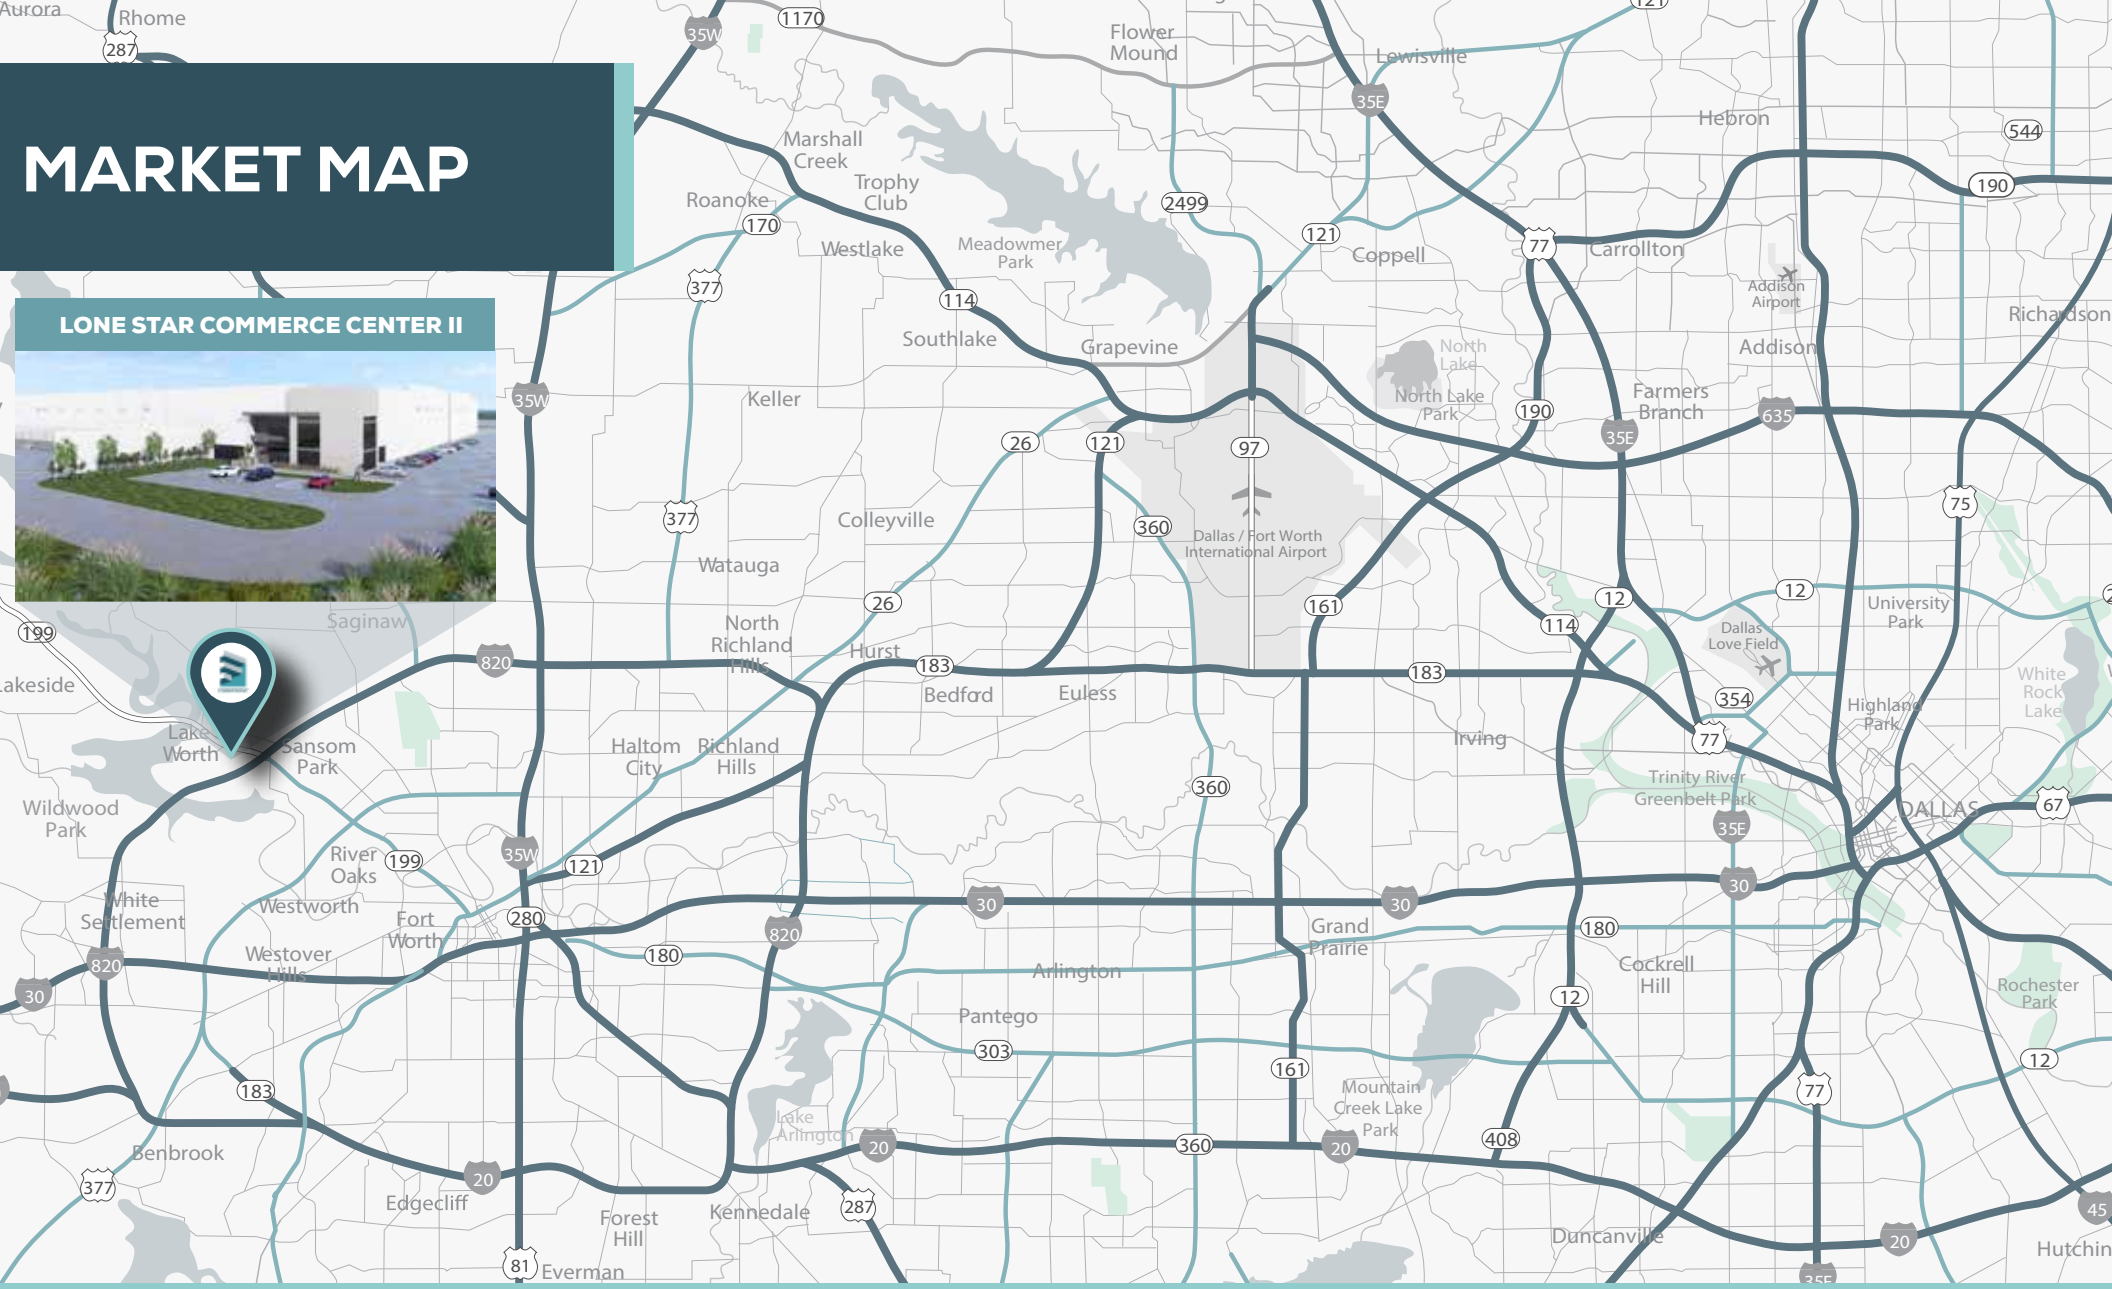 Aurora
Rhome
287
35W
1170
Flower
Mound
121
Lewisville
35E
Hebron
544
MARKET MAP
Marshall
Creek
Trophy
Club
Roanoke
170
2499
190
121
Westlake
Meadowmer
Park
Coppell
77
Carrollton
377
114
Addison
Airport
Richardson
LONE STAR COMMERCE CENTER II
Southlake
Grapevine
North
Lake
Addison
35W
Keller
North Lake
Park
190
Farmers
Branch
635
35E
26
121
97
377
Colleyville
360
75
Dallas / Fort Worth
International Airport
Watauga
26
161
12
12
University
Park
199
Saginaw
North
Richland
Hills
114
Dallas
Love Field
820
Hurst
183
183
Lakeside
Bedford
Euless
White
Rock
Lake
354
Highland
Park
Lake
Worth
Sansom
Park
Haltom
City
Richland
Hills
Irving
77
Trinity River
Greenbelt Park
360
Wildwood
Park
DALLAS
67
35E
River
Oaks
199
35W
121
30
White
Settlement
Westworth
Fort
Worth
280
30
30
820
Grand
Prairie
180
Westover
Hills
180
820
Arlington
Cockrell
Hill
30
12
Rochester
Park
Pantego
303
12
183
161
Mountain
Creek Lake
Park
77
Lake
Arlington
20
360
20
408
Benbrook
377
20
Edgecliff
Forest
Hill
Kennedale
287
45
Duncanville
20
Hutchin
81
Everman
35E